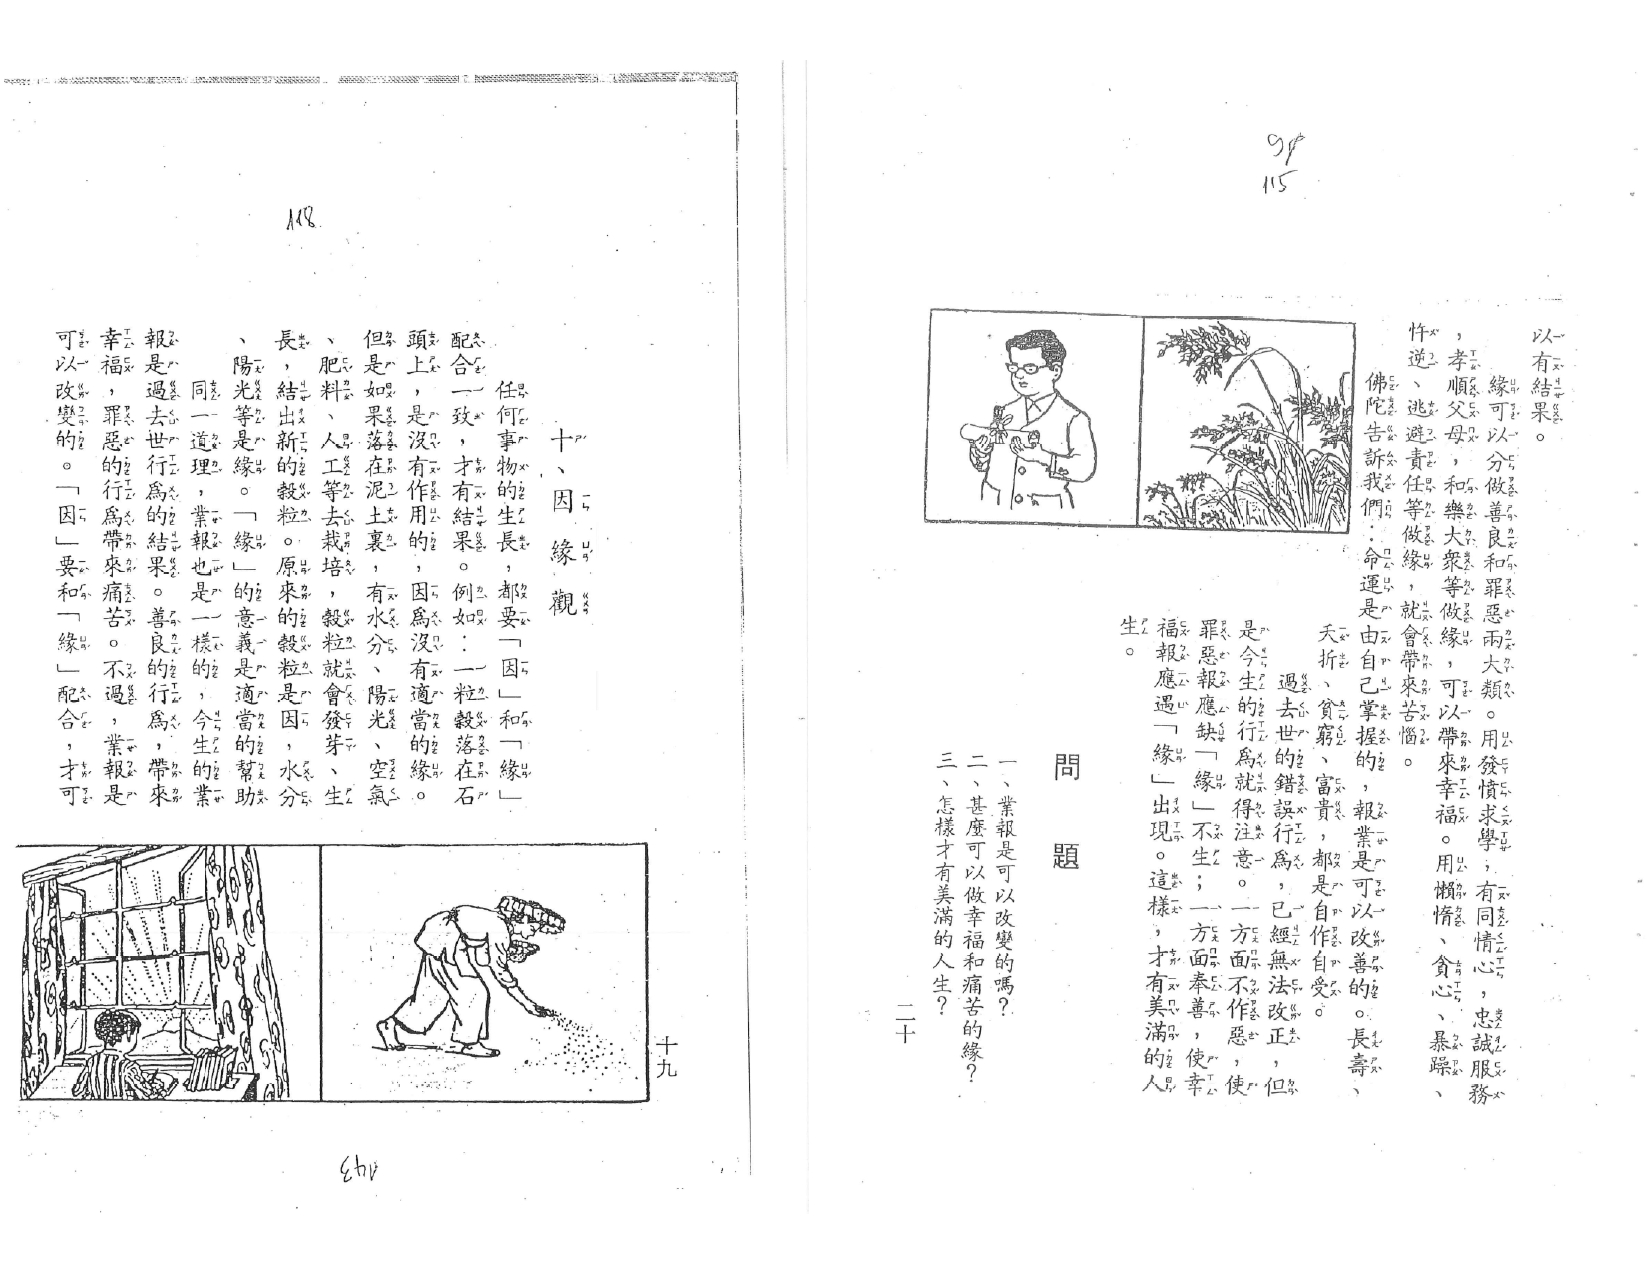 118
十、因緣觀
任何事物的生長，都要「因」和「緣」
配合一致，才有結果。例如：一粒穀落在石
頭上，是沒有作用的，因爲沒有適當的緣。
但是如果落在泥土裏，有水分、陽光、空氣
、肥料、人工等去栽培，穀粒就會發芽、生
長，結出新的穀粒。原來的穀粒是因，水分
、陽光等是緣。「緣」的意義是適當的幫助
同一道理，業報也是一樣的，今生的業
報是過去世行爲的結果。善良的行爲，帶來
幸福，罪惡的行爲帶來痛苦。不過，業報是
可以改變的。「因」要和「緣」配合，才可
十九
143
115
以有結果。
緣可以分做善良和罪惡兩大類。用發憤求學，有同情心，忠誠服務
，孝順父母，和樂大衆等做緣，可以帶來幸福。用懶惰、貪心、暴躁、
忤逆、逃避責任等做緣，就會帶來苦惱。
佛陀告訴我們：命運是由自己掌握的，報業是可以改善的。長壽、
夭折、貧窮、富貴，都是自作自受。
過去世的錯誤行爲，已經無法改正，但
是今生的行爲就得注意。一方面不作惡，使
罪惡報應缺「緣」不生；一方面奉善，使幸
福報應遇「緣」出現。這樣，才有美滿的人
生。
問題
一、業報是可以改變的嗎？
二、甚麼可以做幸福和痛苦的緣？
三、怎樣才有美滿的人生？
二十